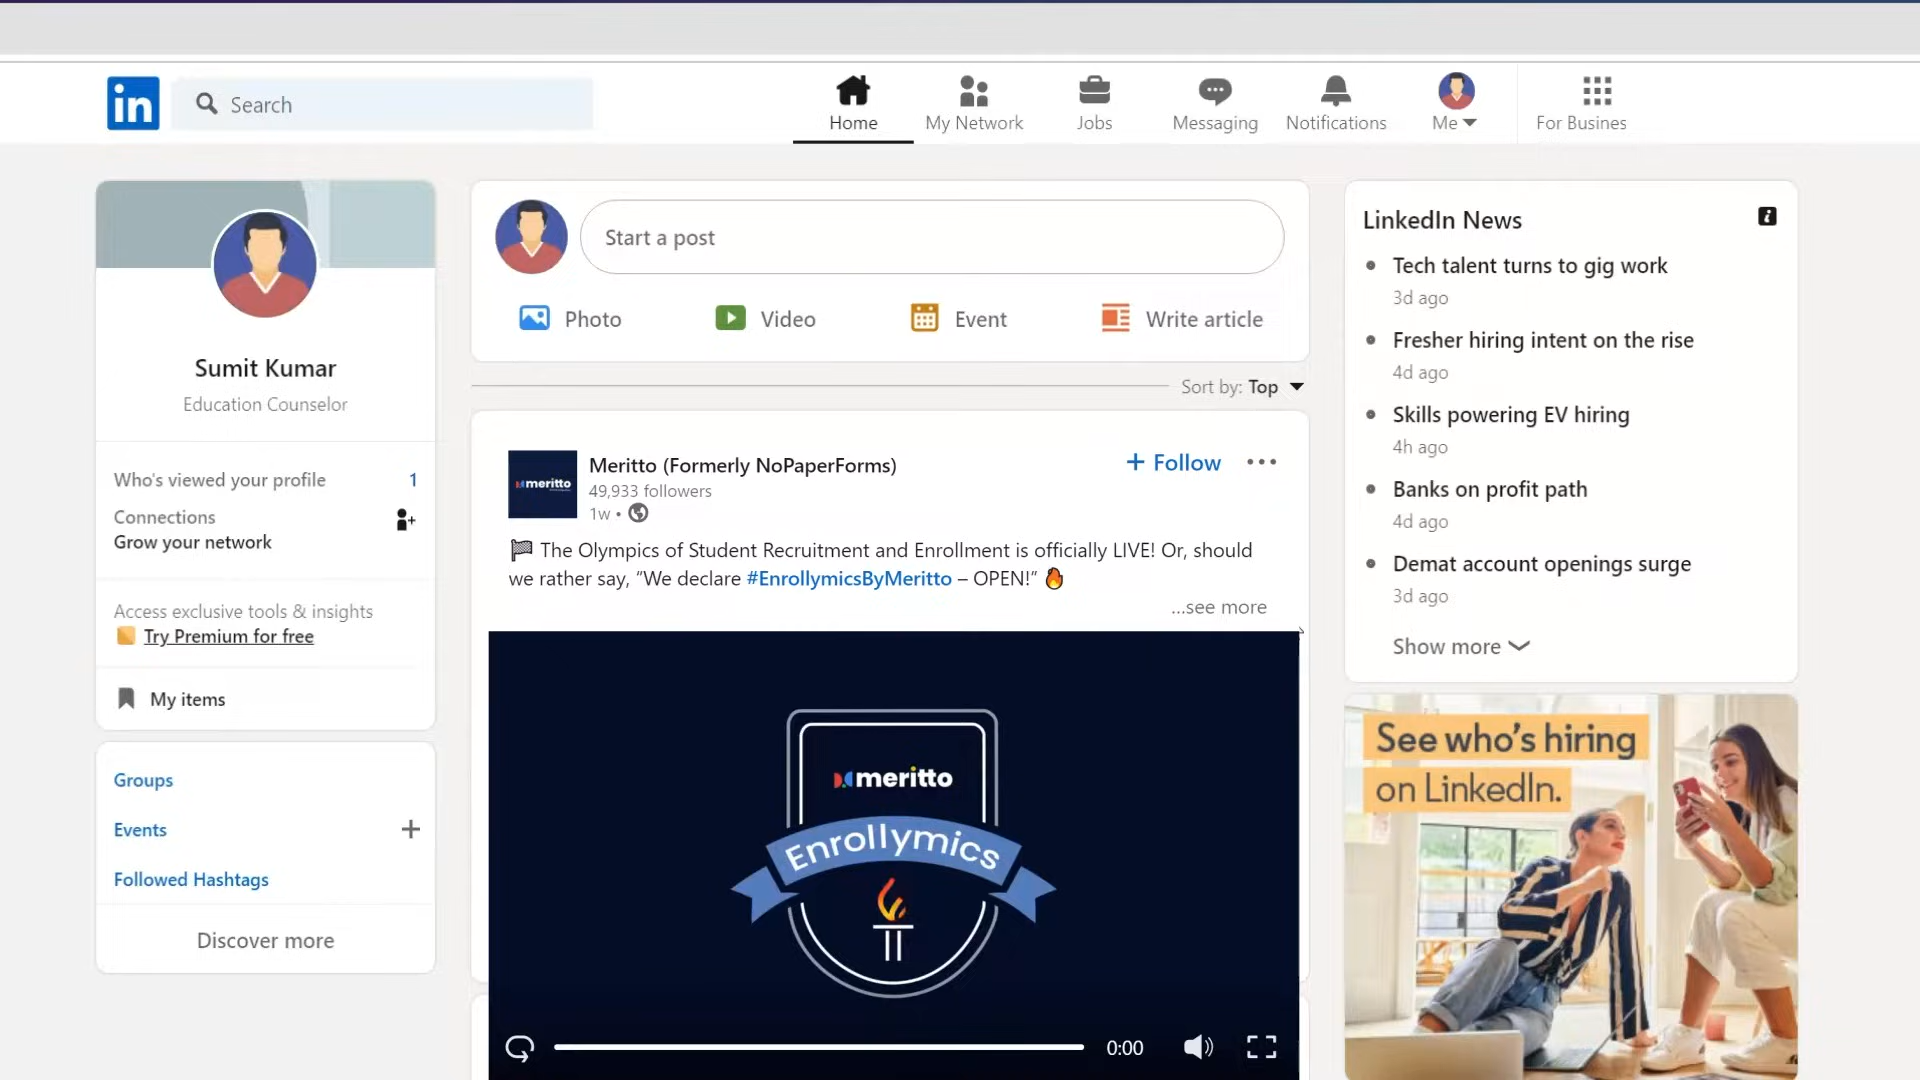 in
Search
Home
My Network
Jobs
Messaging
Notifications
Me
For Busines
Sumit Kumar
Education Counselor
Who's viewed your profile 1
Connections
Grow your network
Access exclusive tools & insights
Try Premium for free
My items
Groups
Events
Followed Hashtags
Discover more
Start a post
Photo
Video
Event
Write article
Sort by: Top
meritto
Meritto (Formerly NoPaperForms)
49,933 followers
1w •
+ Follow
🏁 The Olympics of Student Recruitment and Enrollment is officially LIVE! Or, should
we rather say, “We declare #EnrollymicsByMeritto – OPEN!” 🔥
...see more
meritto
Enrollymics
0:00
LinkedIn News
• Tech talent turns to gig work
3d ago
• Fresher hiring intent on the rise
4d ago
• Skills powering EV hiring
4h ago
• Banks on profit path
4d ago
• Demat account openings surge
3d ago
Show more
See who's hiring
on LinkedIn.